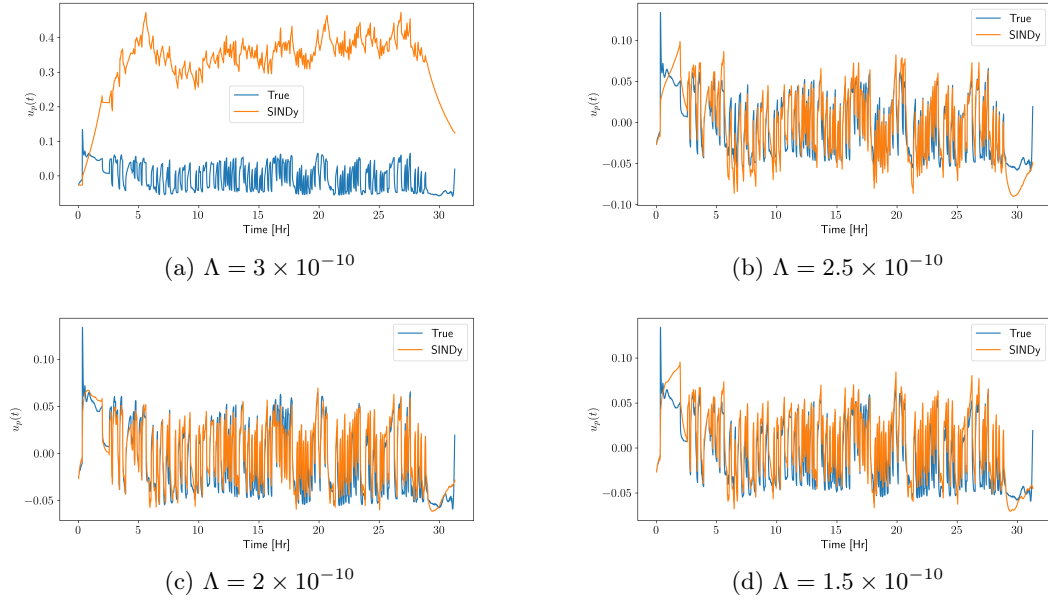 0.4
0.3
0.2
0.1
0.0
u_p(t)
True
SINDy
0 5 10 15 20 25 30
Time [Hr]
(a) Λ = 3 × 10^{-10}
0.10
0.05
0.00
−0.05
−0.10
u_p(t)
True
SINDy
0 5 10 15 20 25 30
Time [Hr]
(b) Λ = 2.5 × 10^{-10}
0.10
0.05
0.00
−0.05
u_p(t)
True
SINDy
0 5 10 15 20 25 30
Time [Hr]
(c) Λ = 2 × 10^{-10}
0.10
0.05
0.00
−0.05
u_p(t)
True
SINDy
0 5 10 15 20 25 30
Time [Hr]
(d) Λ = 1.5 × 10^{-10}